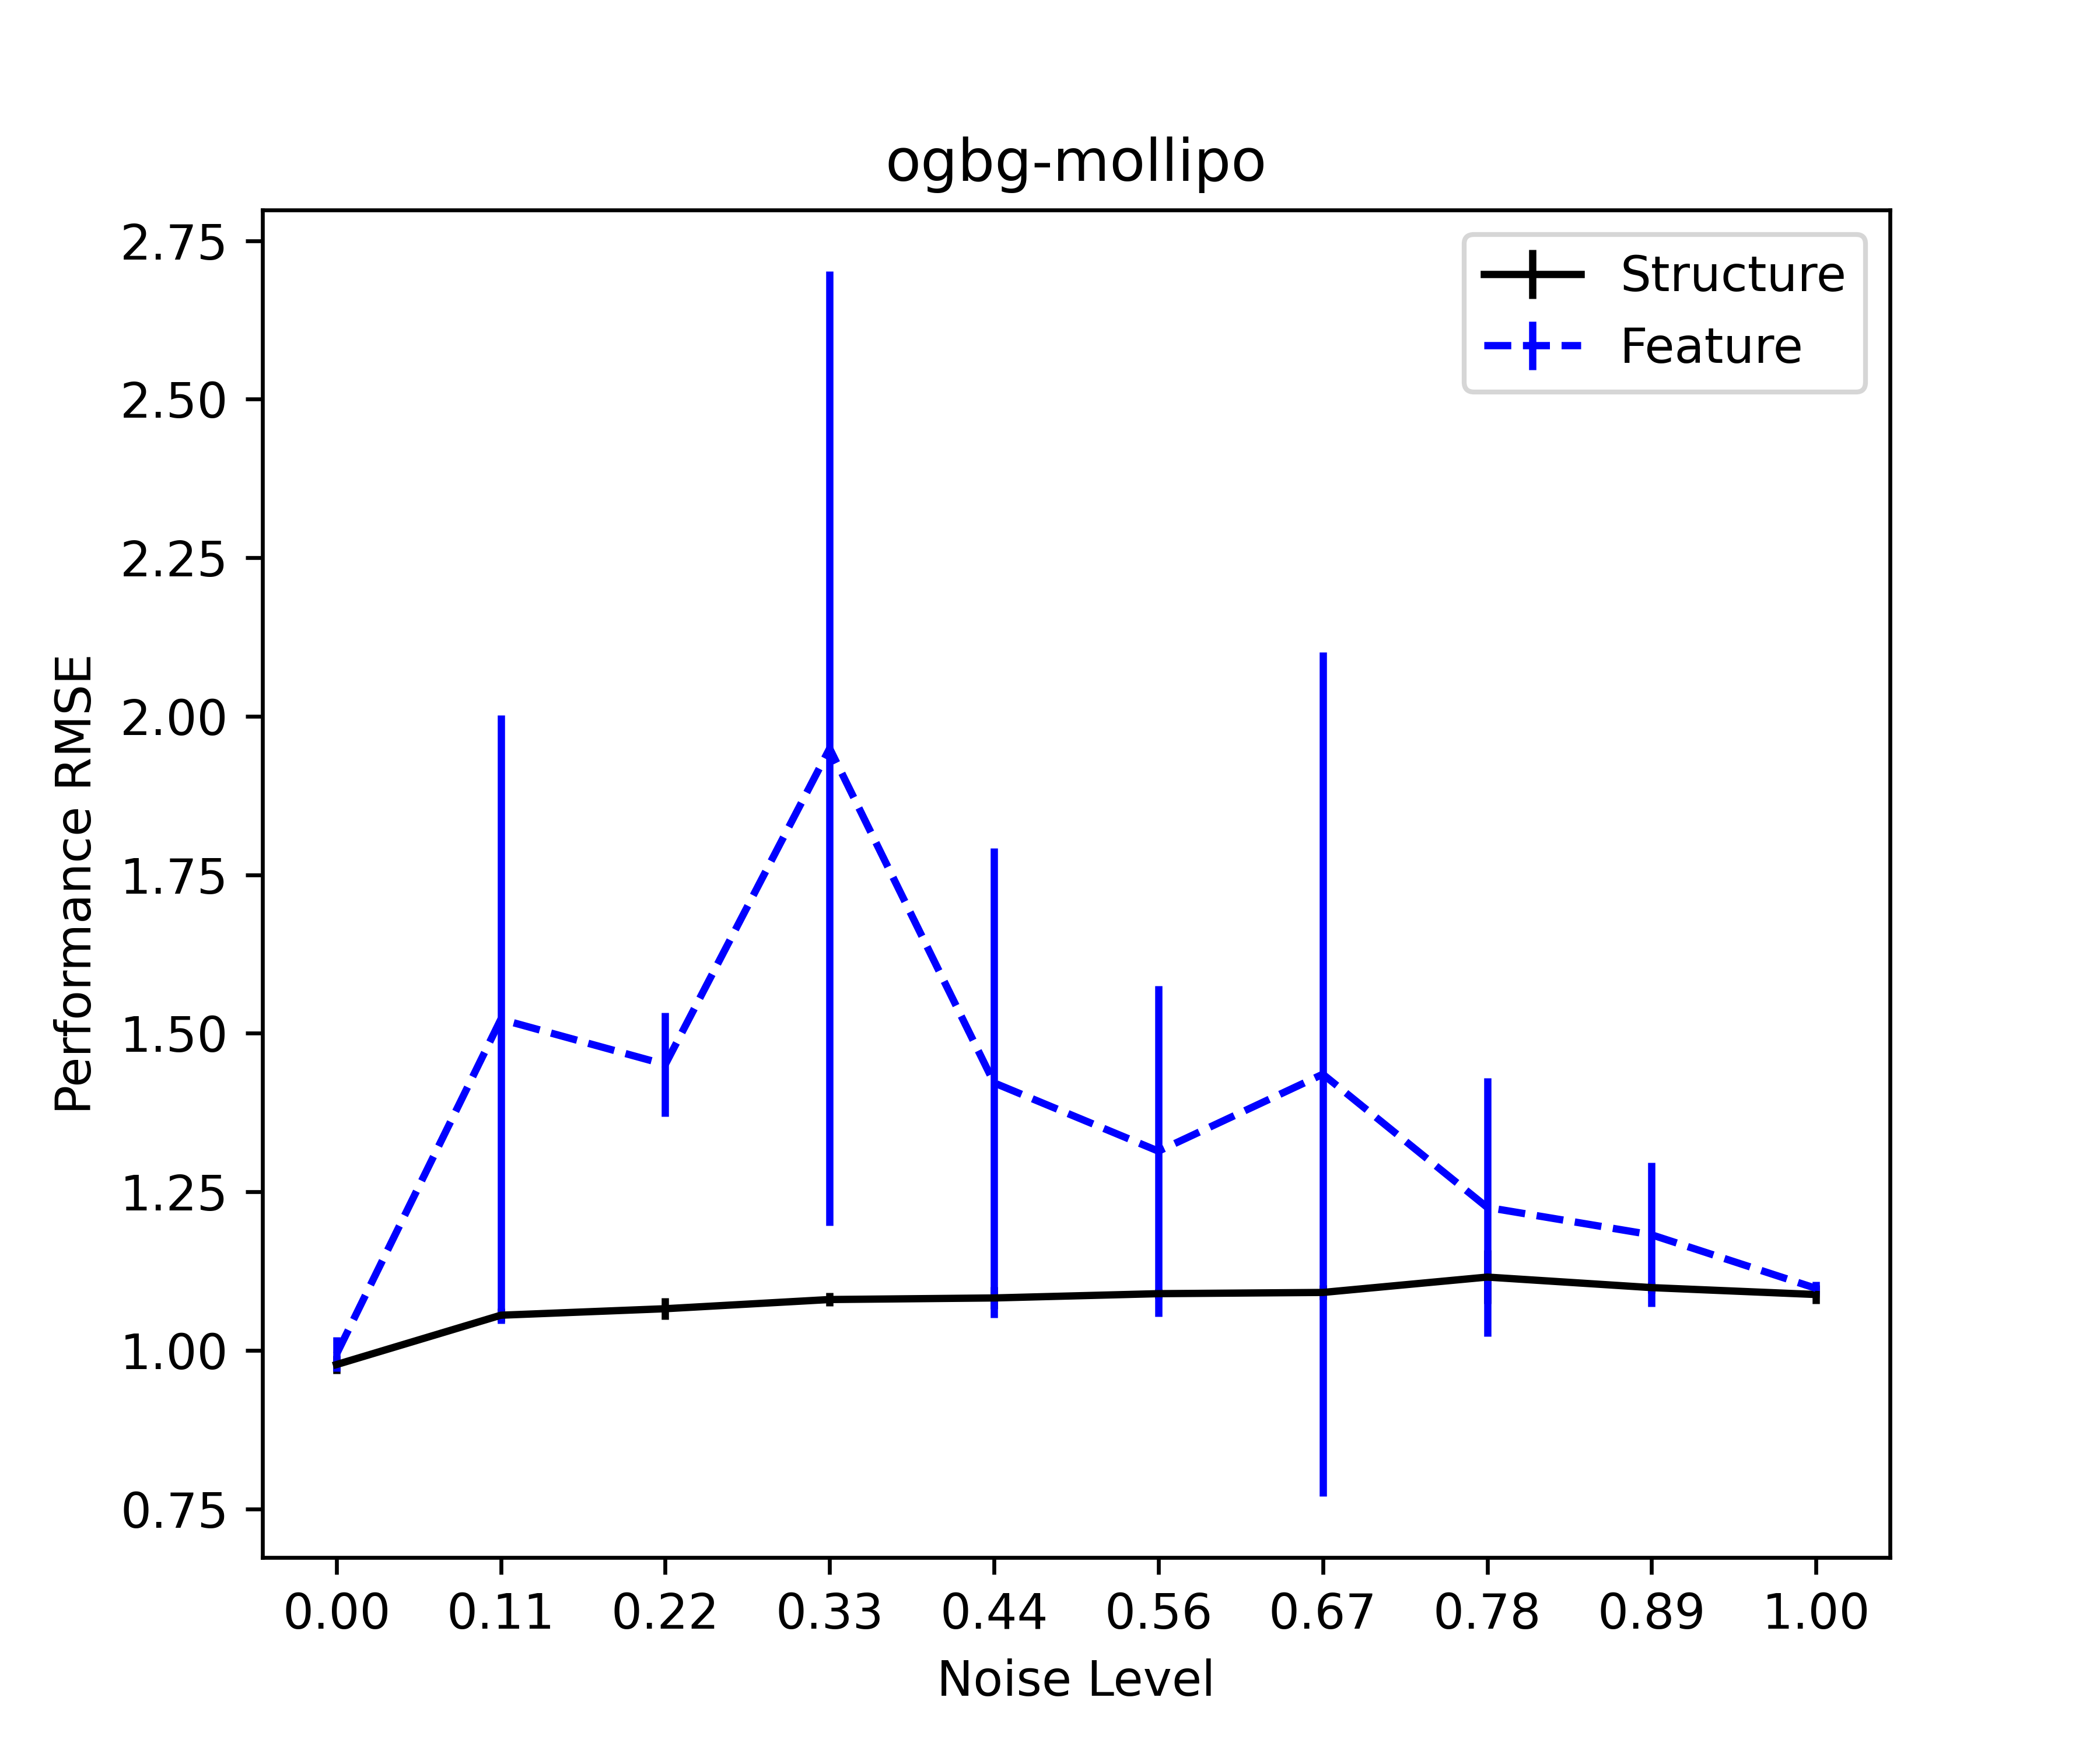 ogbg-mollipo
Structure
Feature
Performance RMSE
2.75
2.50
2.25
2.00
1.75
1.50
1.25
1.00
0.75
0.00 0.11 0.22 0.33 0.44 0.56 0.67 0.78 0.89 1.00
Noise Level